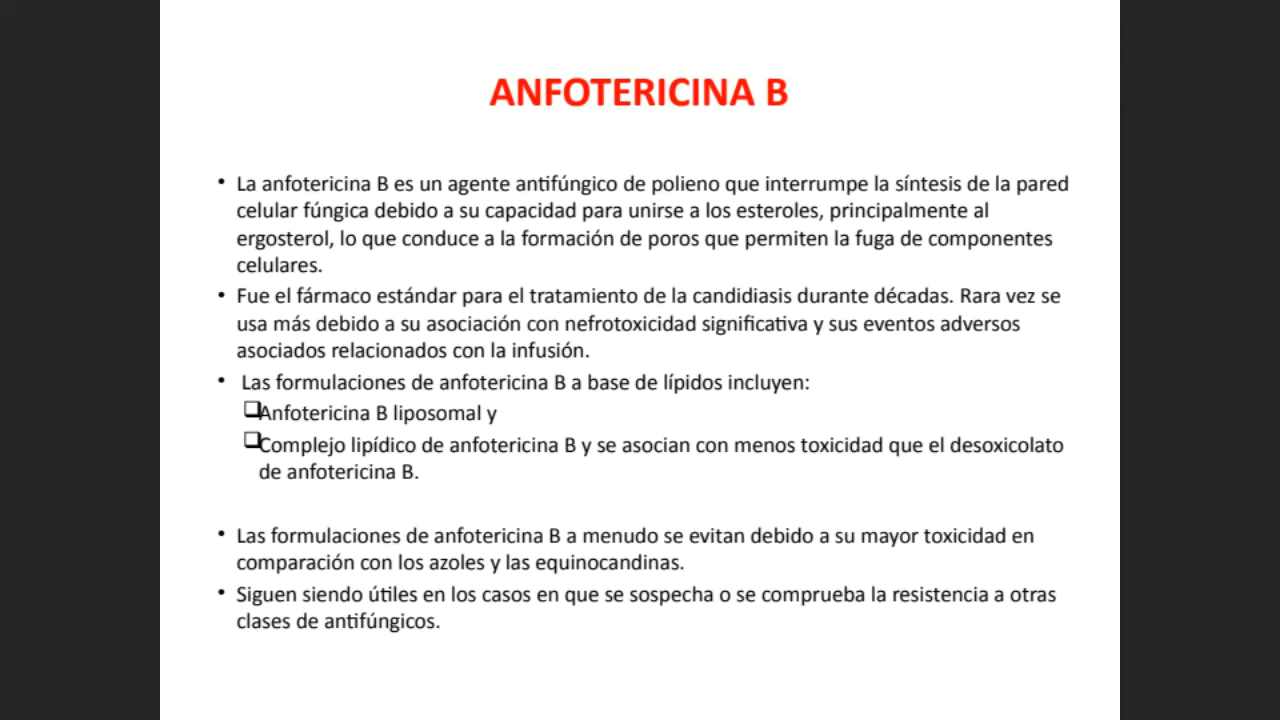 ANFOTERICINA B
• La anfotericina B es un agente antifúngico de polieno que interrumpe la síntesis de la pared
celular fúngica debido a su capacidad para unirse a los esteroles, principalmente al
ergosterol, lo que conduce a la formación de poros que permiten la fuga de componentes
celulares.
• Fue el fármaco estándar para el tratamiento de la candidiasis durante décadas. Rara vez se
usa más debido a su asociación con nefrotoxicidad significativa y sus eventos adversos
asociados relacionados con la infusión.
• Las formulaciones de anfotericina B a base de lípidos incluyen:
❑Anfotericina B liposomal y
❑Complejo lipídico de anfotericina B y se asocian con menos toxicidad que el desoxicolato
de anfotericina B.
• Las formulaciones de anfotericina B a menudo se evitan debido a su mayor toxicidad en
comparación con los azoles y las equinocandinas.
• Siguen siendo útiles en los casos en que se sospecha o se comprueba la resistencia a otras
clases de antifúngicos.